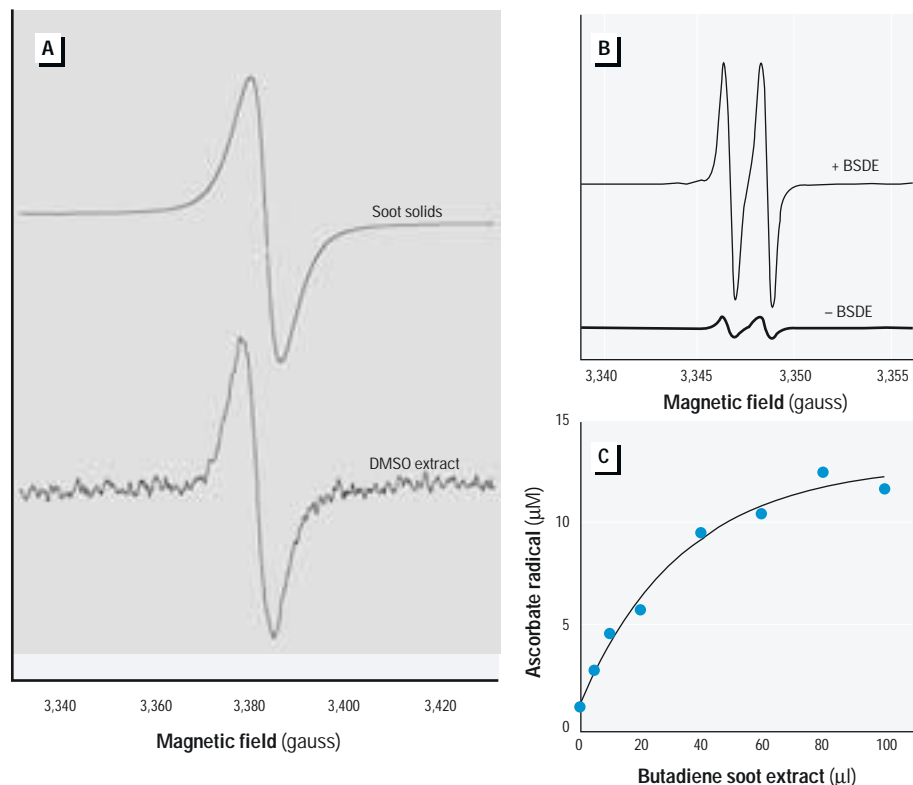 A
Soot solids
DMSO extract
3,340 3,360 3,380 3,400 3,420
Magnetic field (gauss)
B
+ BSDE
– BSDE
3,340 3,345 3,350 3,355
Magnetic field (gauss)
C
15
10
5
0
Ascorbate radical (μM)
0 20 40 60 80 100
Butadiene soot extract (μl)